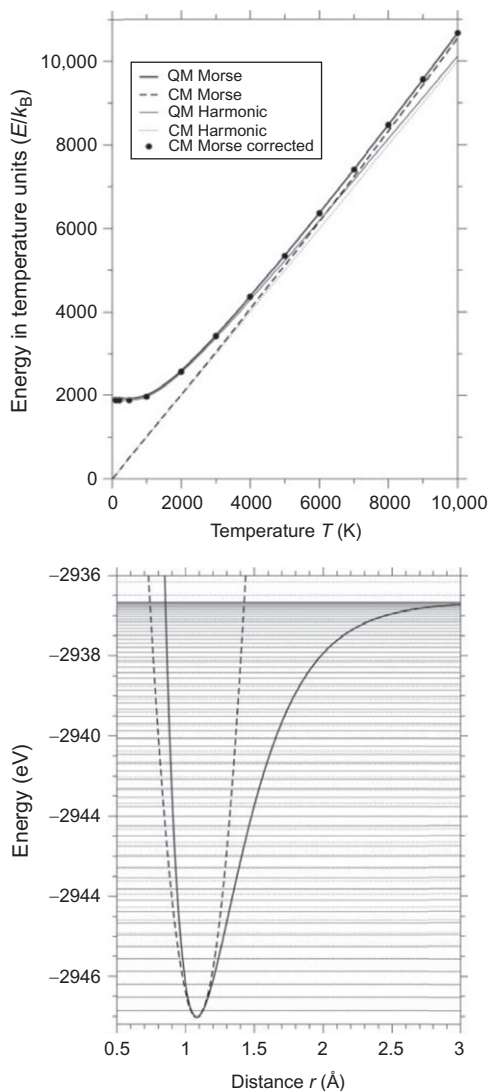 10,000
8000
6000
4000
2000
0
Energy in temperature units (E/kB)
QM Morse
CM Morse
QM Harmonic
CM Harmonic
CM Morse corrected
0 2000 4000 6000 8000 10,000
Temperature T (K)
−2936
−2938
−2940
−2944
−2944
−2946
Energy (eV)
0.5 1 1.5 2 2.5 3
Distance r (Å)